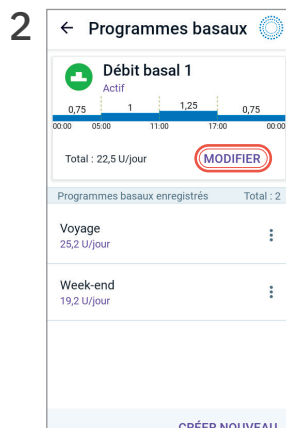 2
Programmes basaux
Débit basal 1
Actif
0,75 1 1,25 0,75
00:00 05:00 11:00 17:00 00:00
Total : 22,5 U/jour MODIFIER
Programmes basaux enregistrés Total : 2
Voyage
25,2 U/jour
Week-end
19,2 U/jour
CRÉER NOUVEAU